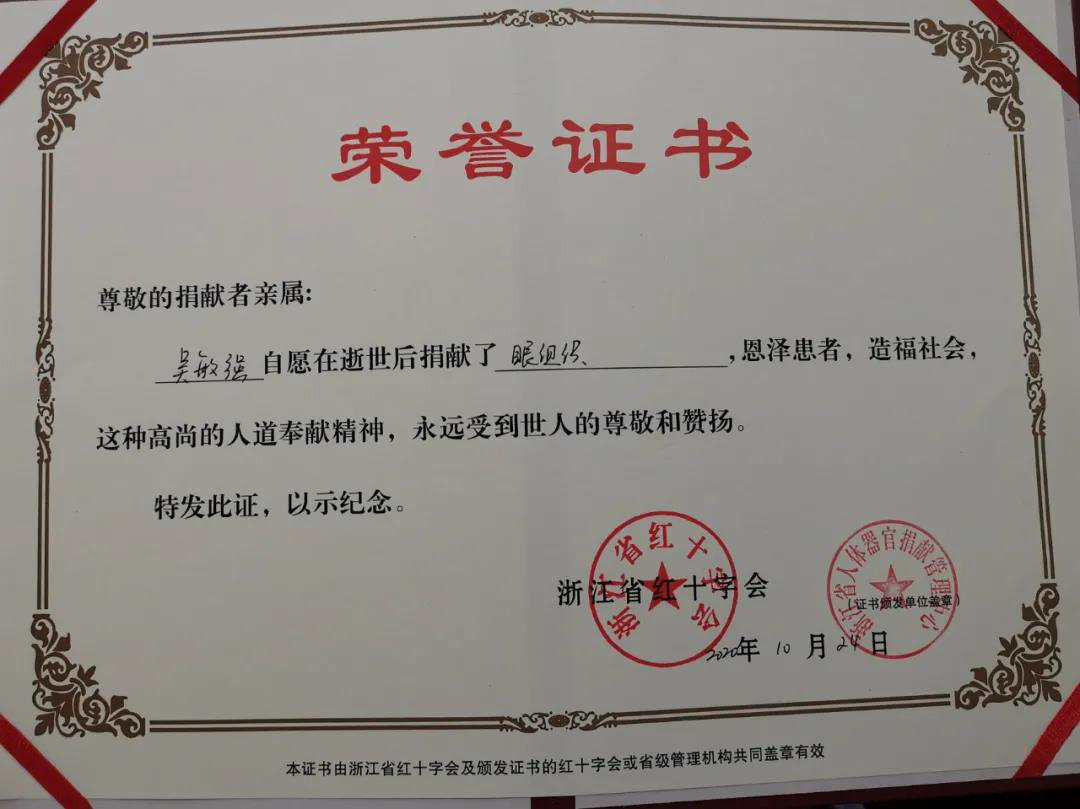 荣誉证书
尊敬的捐献者亲属:
吴敏强自愿在逝世后捐献了眼组织、，恩泽患者，造福社会，
这种高尚的人道奉献精神，永远受到世人的尊敬和赞扬。
特发此证，以示纪念。
浙江省红十字会
浙江省人体器官捐献管理中心
浙江省红十字会
（证书颁发单位盖章）
2020年10月24日
本证书由浙江省红十字会及颁发证书的红十字会或省级管理机构共同盖章有效